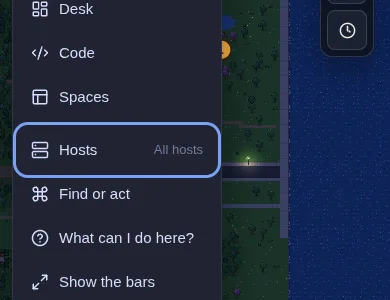 Desk
Code
Spaces
Hosts All hosts
Find or act
What can I do here?
Show the bars